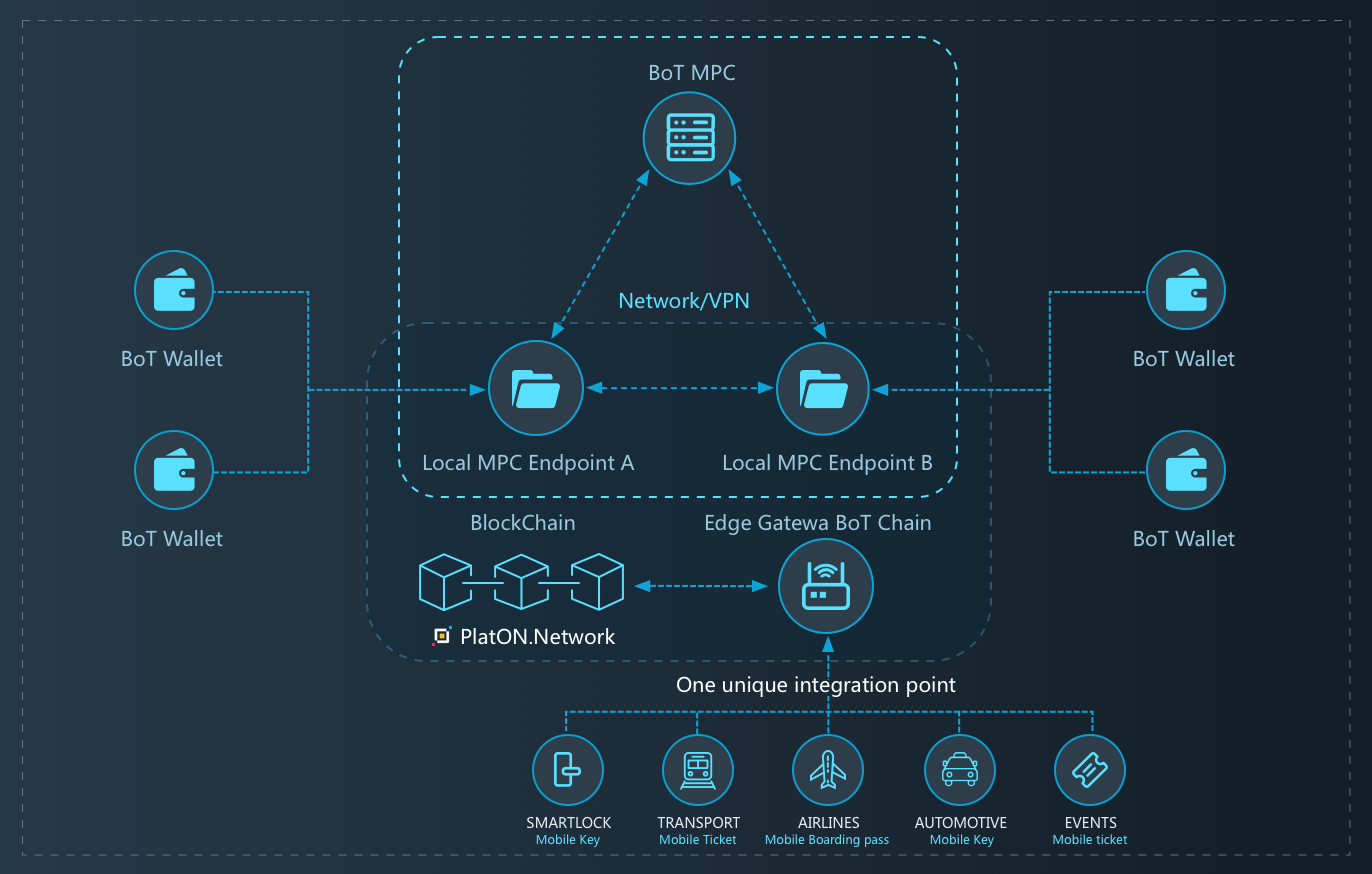 BoT MPC
Network/VPN
BoT Wallet
BoT Wallet
Local MPC Endpoint A
Local MPC Endpoint B
BlockChain
Edge Gatewa BoT Chain
BoT Wallet
BoT Wallet
PlatON.Network
One unique integration point
SMARTLOCK
Mobile Key
TRANSPORT
Mobile Ticket
AIRLINES
Mobile Boarding pass
AUTOMOTIVE
Mobile Key
EVENTS
Mobile ticket